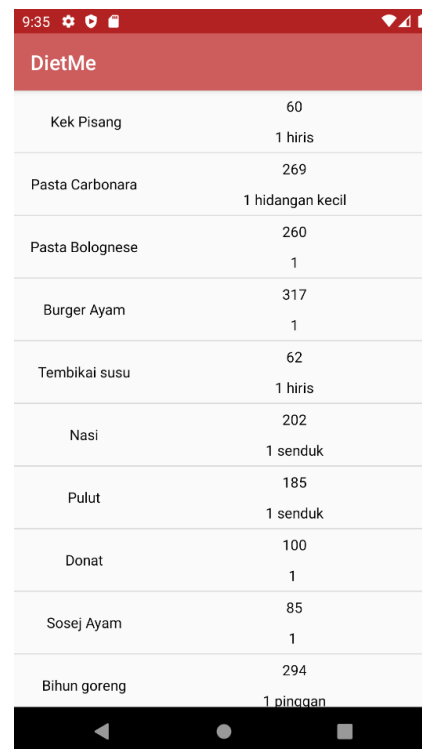 9:35
DietMe
Kek Pisang
60
1 hiris
Pasta Carbonara
269
1 hidangan kecil
Pasta Bolognese
260
1
Burger Ayam
317
1
Tembikai susu
62
1 hiris
Nasi
202
1 senduk
Pulut
185
1 senduk
Donat
100
1
Sosej Ayam
85
1
Bihun goreng
294
1 pinggan